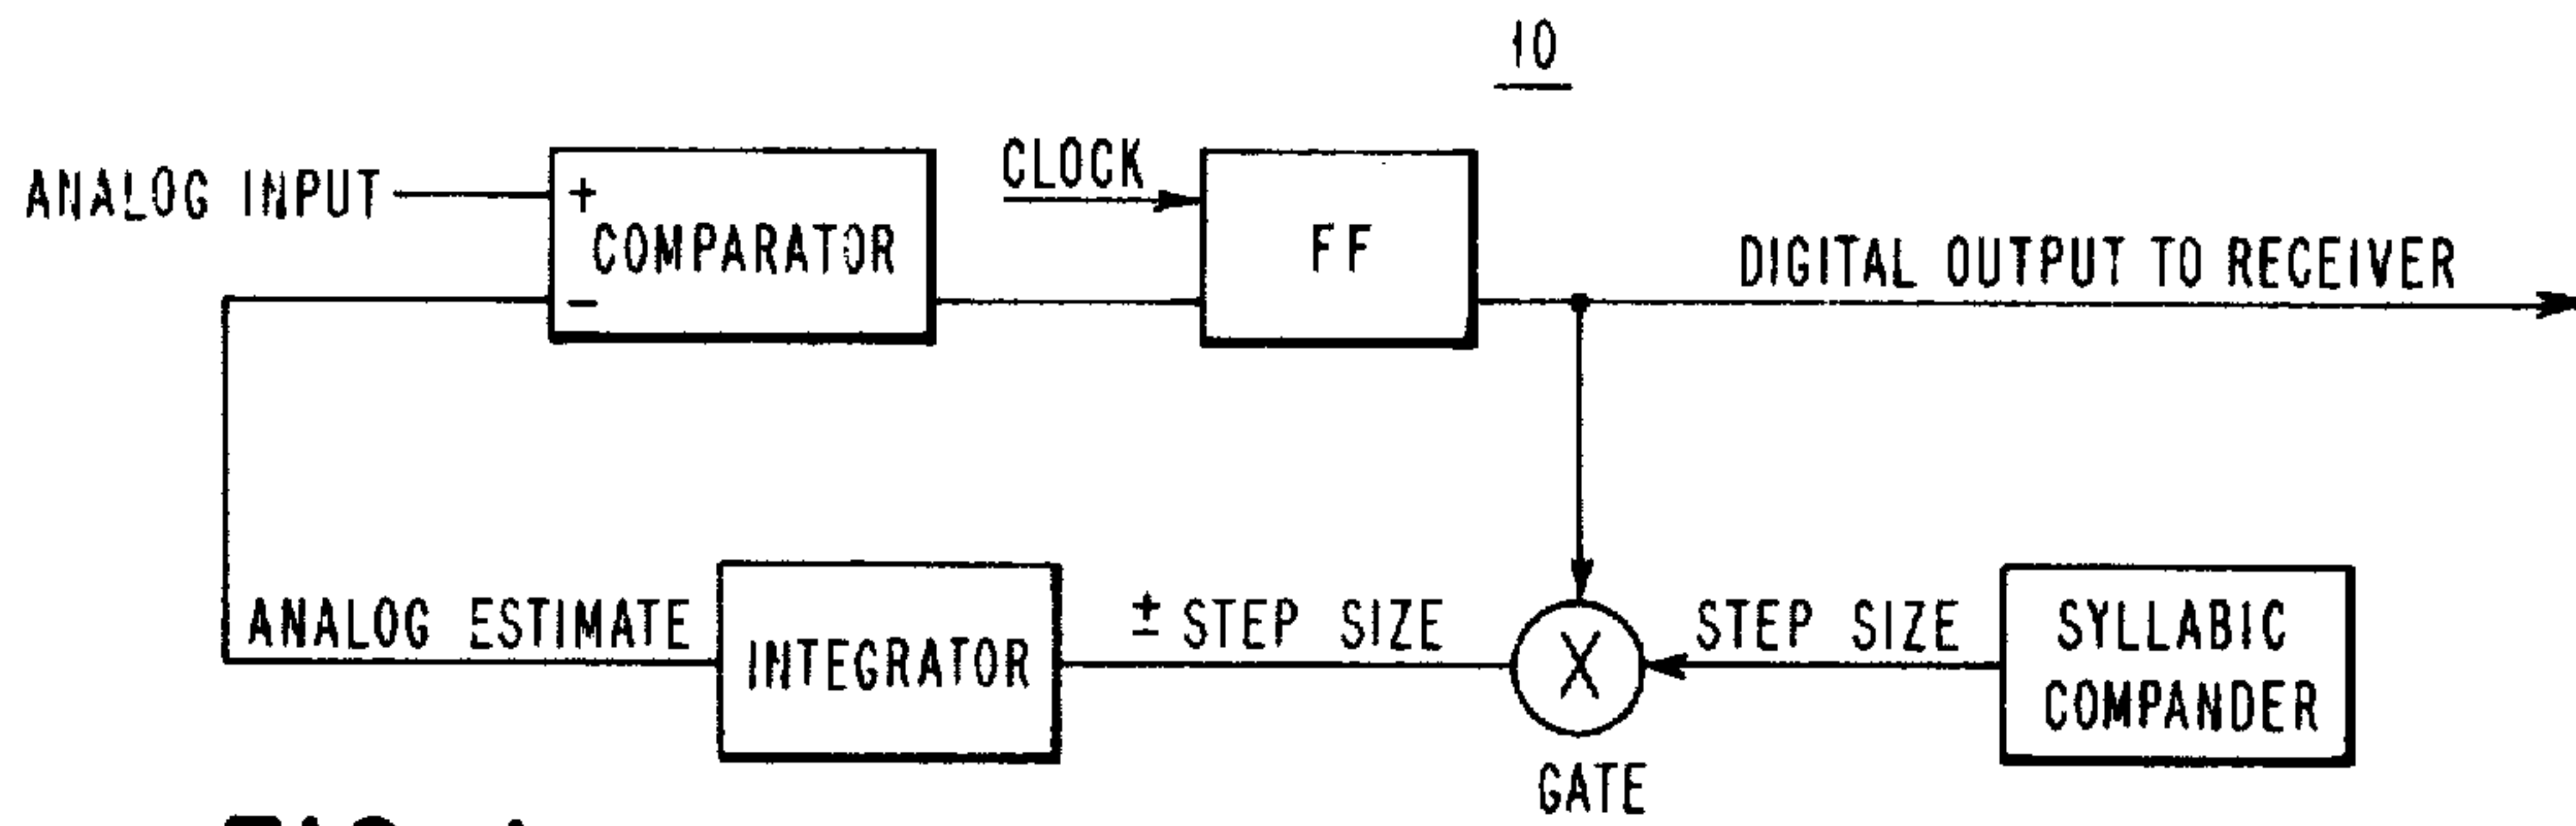 10
ANALOG INPUT
+
COMPARATOR
−
CLOCK
FF
DIGITAL OUTPUT TO RECEIVER
ANALOG ESTIMATE
INTEGRATOR
± STEP SIZE
X
GATE
STEP SIZE
SYLLABIC
COMPANDER